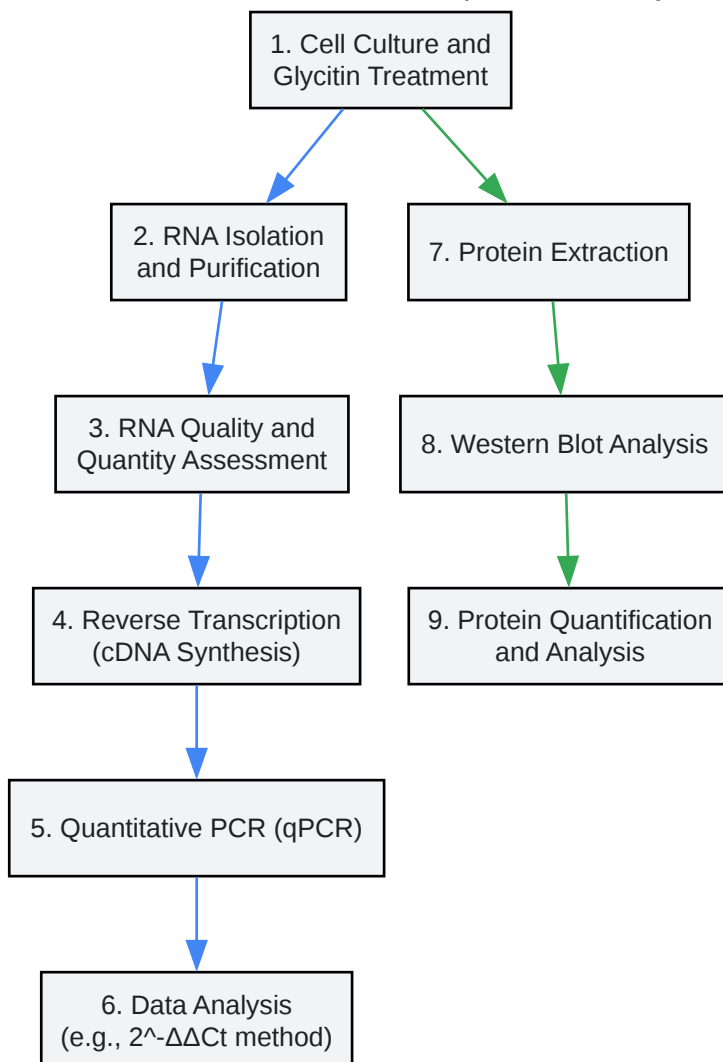 1. Cell Culture and
Glycitin Treatment
2. RNA Isolation
and Purification
7. Protein Extraction
3. RNA Quality and
Quantity Assessment
8. Western Blot Analysis
4. Reverse Transcription
(cDNA Synthesis)
9. Protein Quantification
and Analysis
5. Quantitative PCR (qPCR)
6. Data Analysis
(e.g., 2^-ΔΔCt method)